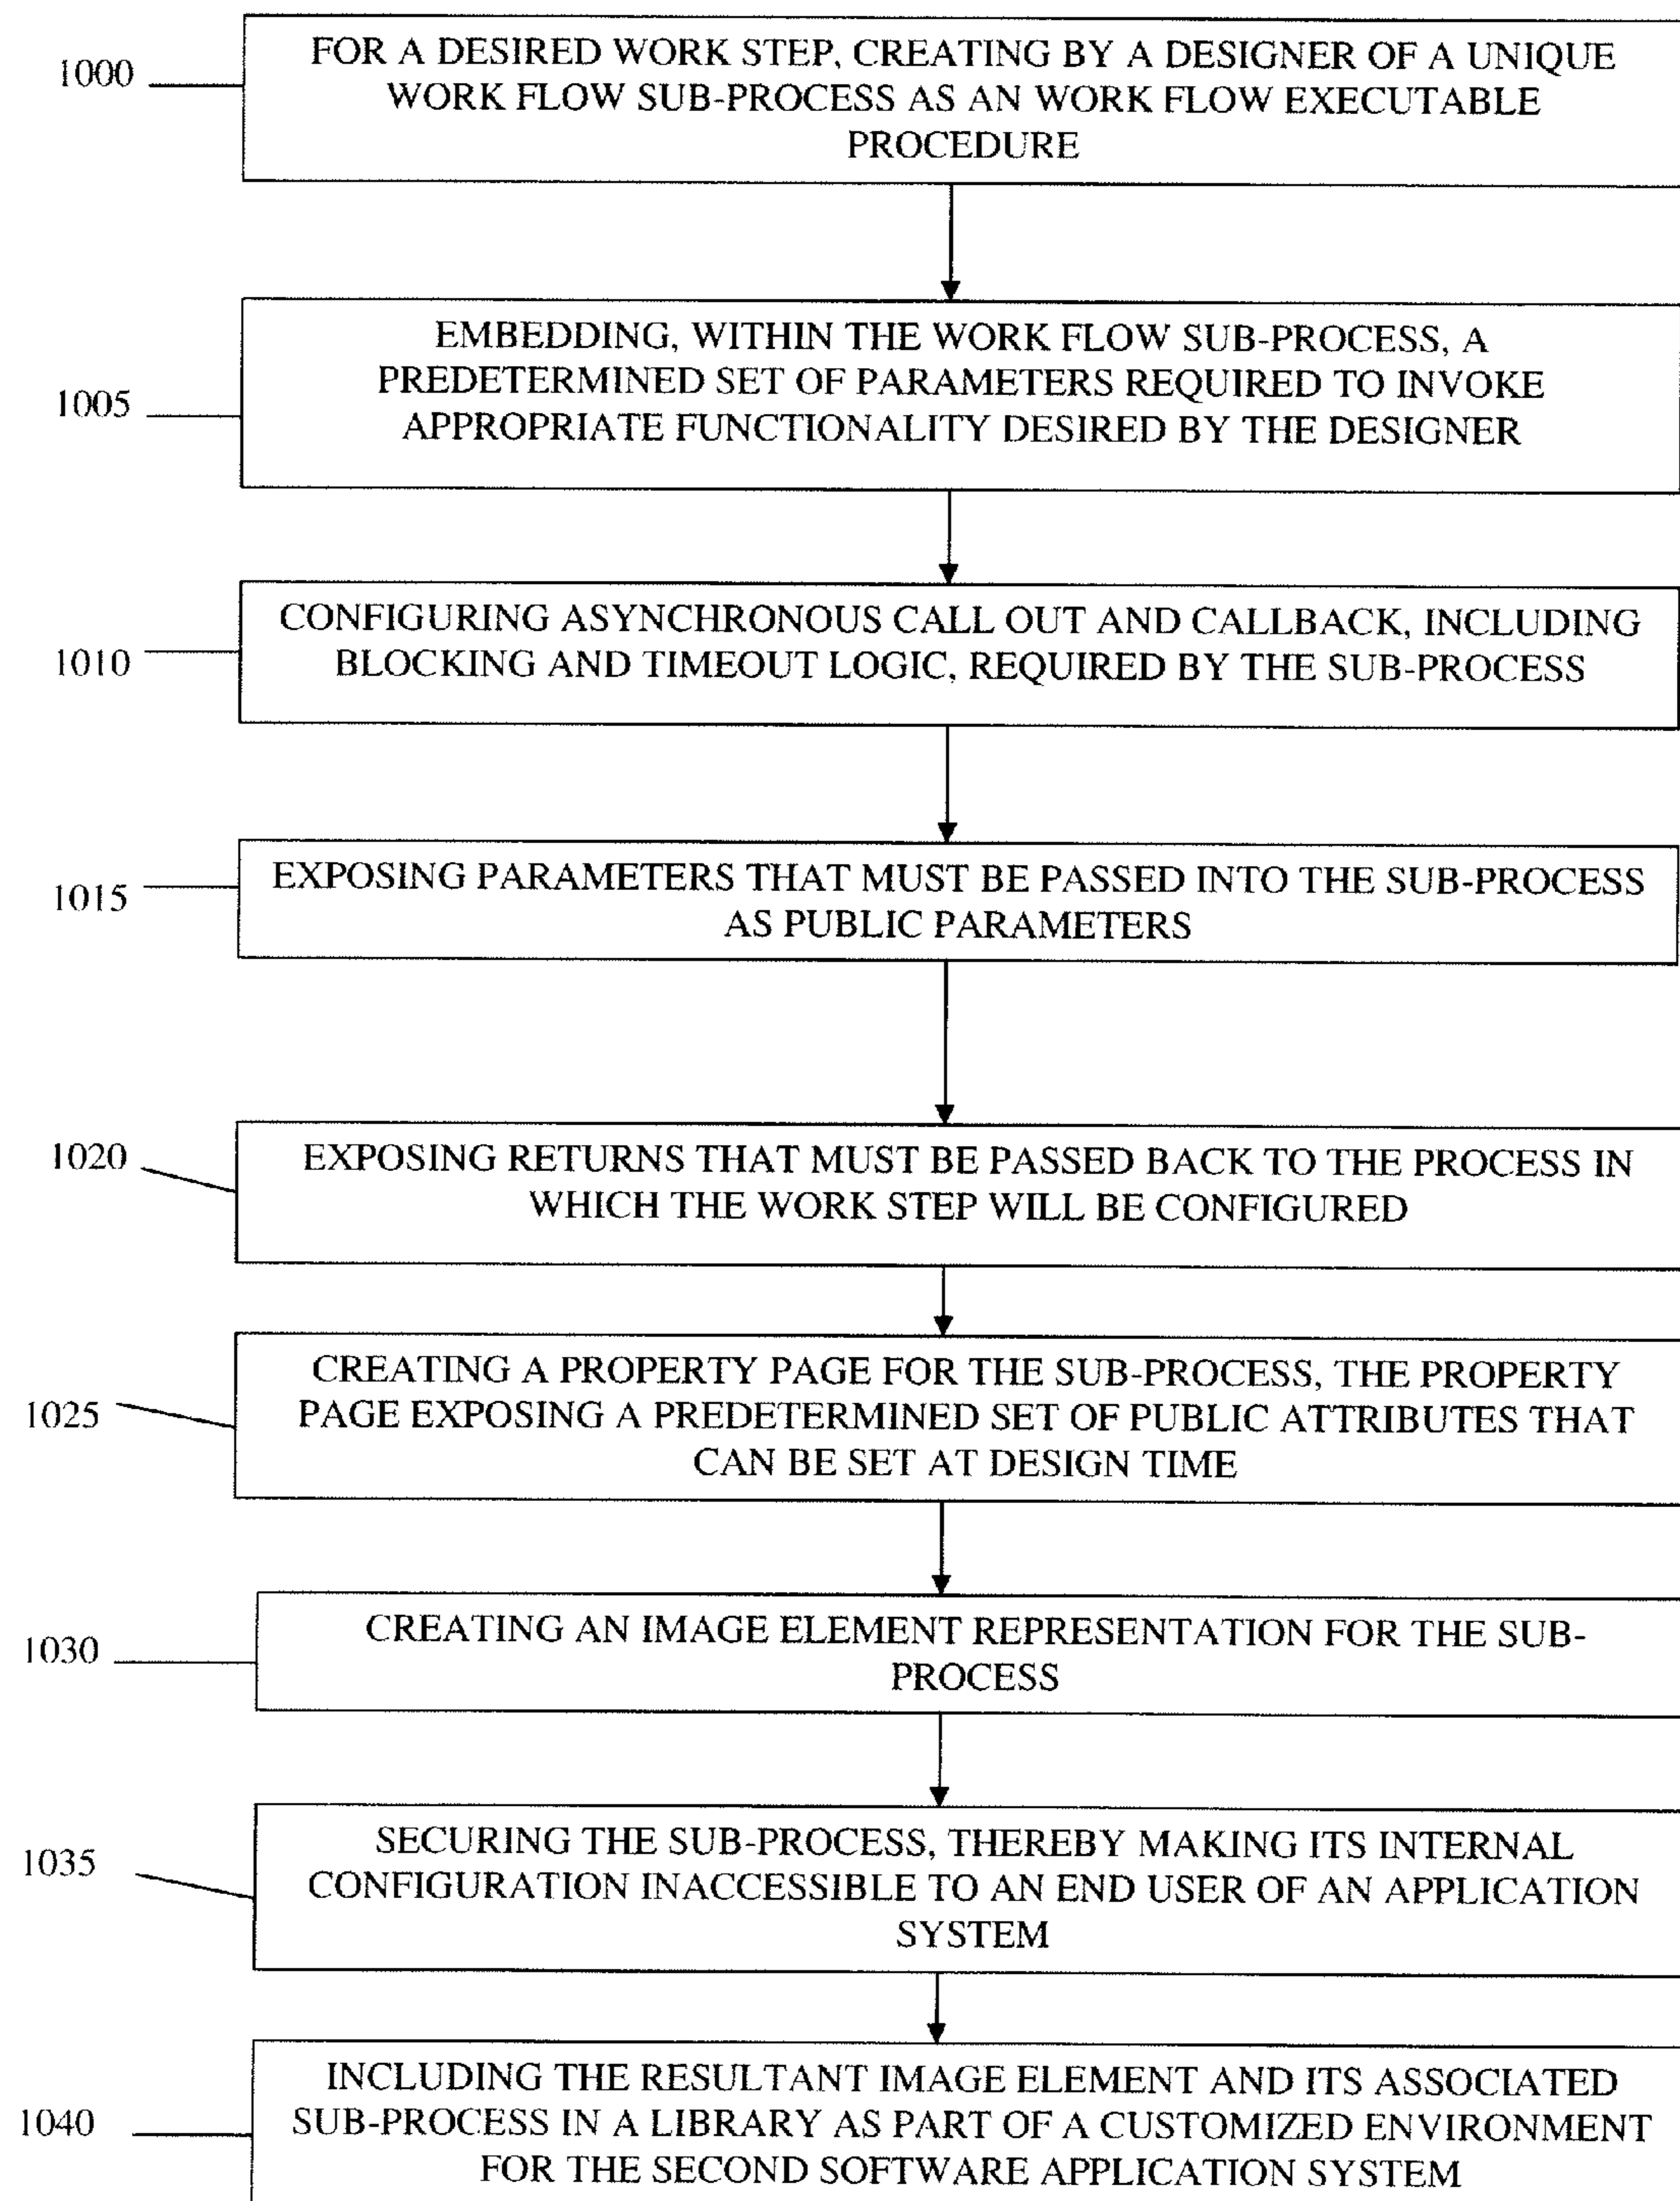 1000
FOR A DESIRED WORK STEP, CREATING BY A DESIGNER OF A UNIQUE
WORK FLOW SUB-PROCESS AS AN WORK FLOW EXECUTABLE
PROCEDURE
1005
EMBEDDING, WITHIN THE WORK FLOW SUB-PROCESS, A
PREDETERMINED SET OF PARAMETERS REQUIRED TO INVOKE
APPROPRIATE FUNCTIONALITY DESIRED BY THE DESIGNER
1010
CONFIGURING ASYNCHRONOUS CALL OUT AND CALLBACK, INCLUDING
BLOCKING AND TIMEOUT LOGIC, REQUIRED BY THE SUB-PROCESS
1015
EXPOSING PARAMETERS THAT MUST BE PASSED INTO THE SUB-PROCESS
AS PUBLIC PARAMETERS
1020
EXPOSING RETURNS THAT MUST BE PASSED BACK TO THE PROCESS IN
WHICH THE WORK STEP WILL BE CONFIGURED
1025
CREATING A PROPERTY PAGE FOR THE SUB-PROCESS, THE PROPERTY
PAGE EXPOSING A PREDETERMINED SET OF PUBLIC ATTRIBUTES THAT
CAN BE SET AT DESIGN TIME
1030
CREATING AN IMAGE ELEMENT REPRESENTATION FOR THE SUB-
PROCESS
1035
SECURING THE SUB-PROCESS, THEREBY MAKING ITS INTERNAL
CONFIGURATION INACCESSIBLE TO AN END USER OF AN APPLICATION
SYSTEM
1040
INCLUDING THE RESULTANT IMAGE ELEMENT AND ITS ASSOCIATED
SUB-PROCESS IN A LIBRARY AS PART OF A CUSTOMIZED ENVIRONMENT
FOR THE SECOND SOFTWARE APPLICATION SYSTEM